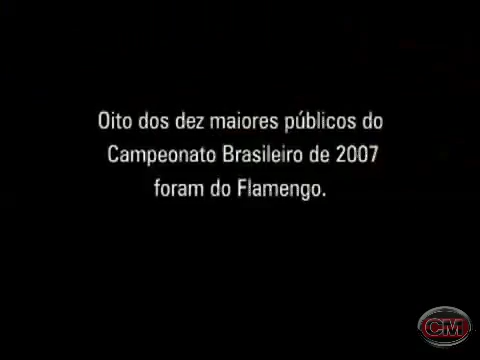 Oito dos dez maiores públicos do
Campeonato Brasileiro de 2007
foram do Flamengo.
CM